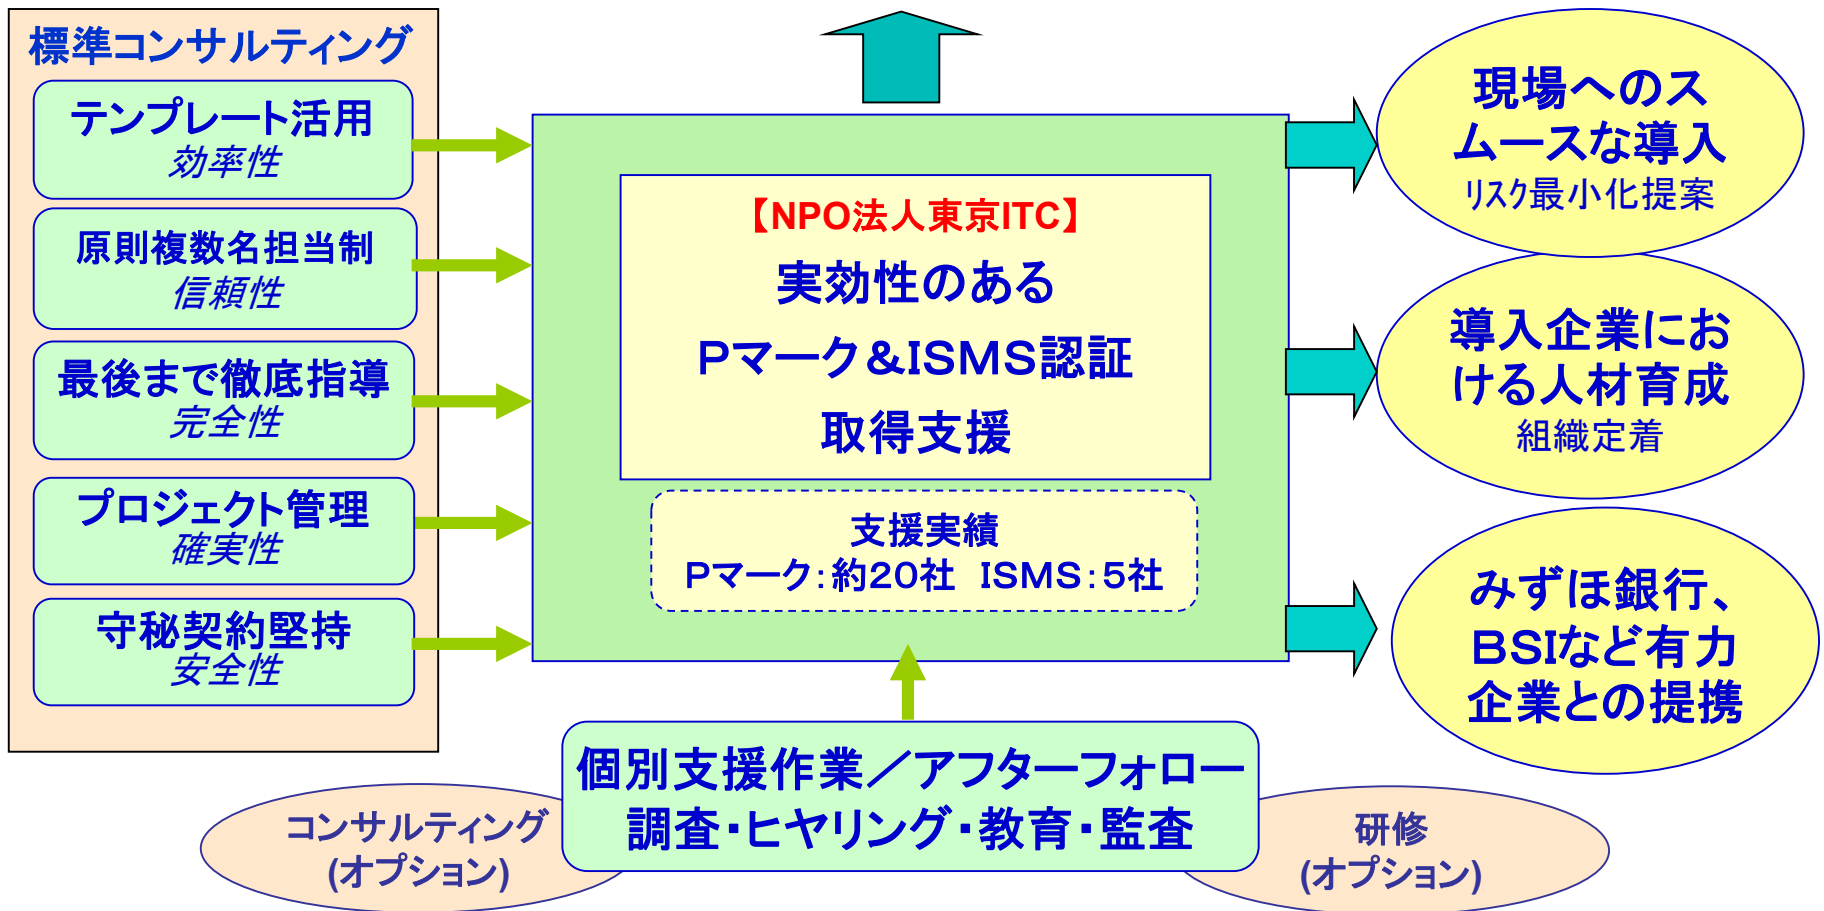 標準コンサルティング
テンプレート活用
効率性
原則複数名担当制
信頼性
最後まで徹底指導
完全性
プロジェクト管理
確実性
守秘契約堅持
安全性
【NPO法人東京ITC】
実効性のある
Pマーク&ISMS認証
取得支援
支援実績
Pマーク:約20社 ISMS:5社
現場へのス
ムースな導入
リスク最小化提案
導入企業にお
ける人材育成
組織定着
みずほ銀行、
BSIなど有力
企業との提携
個別支援作業/アフターフォロー
調査・ヒヤリング・教育・監査
コンサルティング
(オプション)
研修
(オプション)